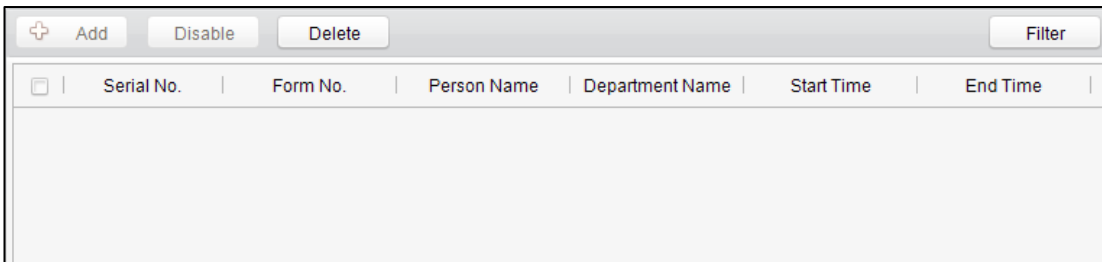 Add Disable Delete Filter
Serial No. Form No. Person Name Department Name Start Time End Time